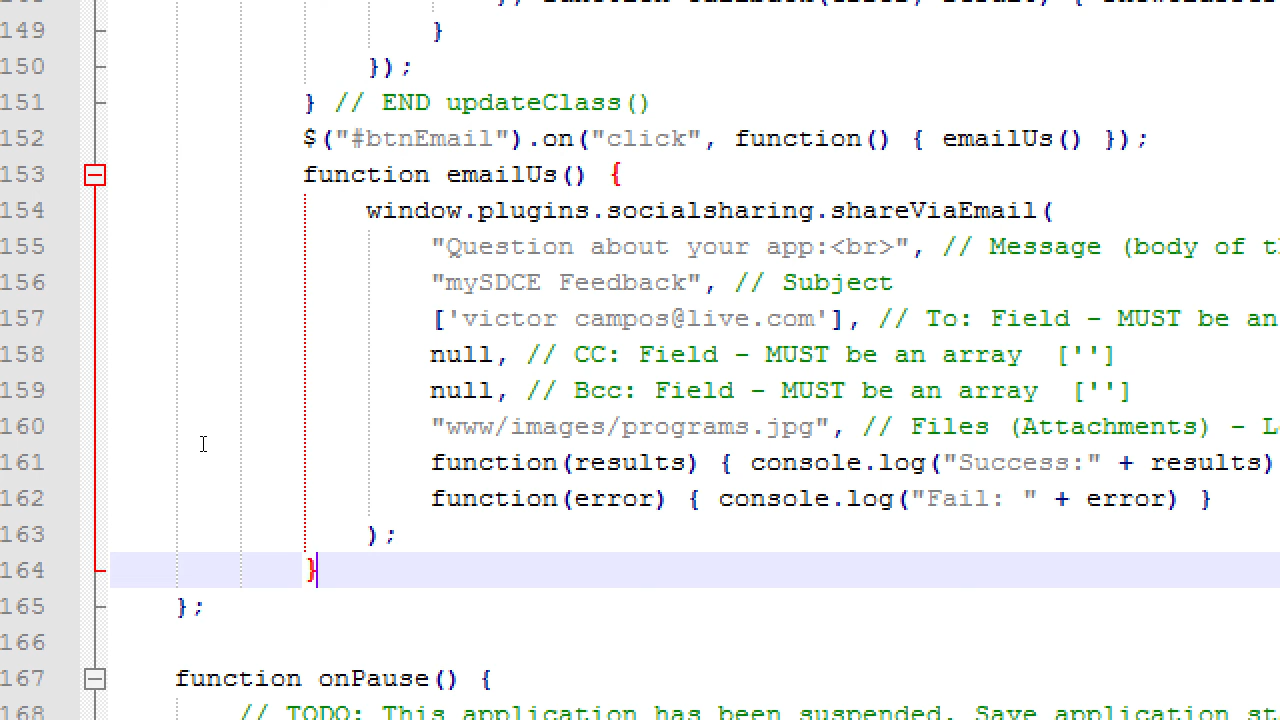 149 }
150 });
151 } // END updateClass()
152 $("#btnEmail").on("click", function() { emailUs() });
153 function emailUs() {
154 window.plugins.socialsharing.shareViaEmail(
155 "Question about your app:<br>", // Message (body of
156 "mySDCE Feedback", // Subject
157 ['victor campos@live.com'], // To: Field - MUST be an
158 null, // CC: Field - MUST be an array ['']
159 null, // Bcc: Field - MUST be an array ['']
160 "www/images/programs.jpg", // Files (Attachments) -
161 function(results) { console.log("Success:" + results)
162 function(error) { console.log("Fail: " + error) }
163 );
164 }
165 };
166
167 function onPause() {
168 // TODO: This application has been suspended. Save application